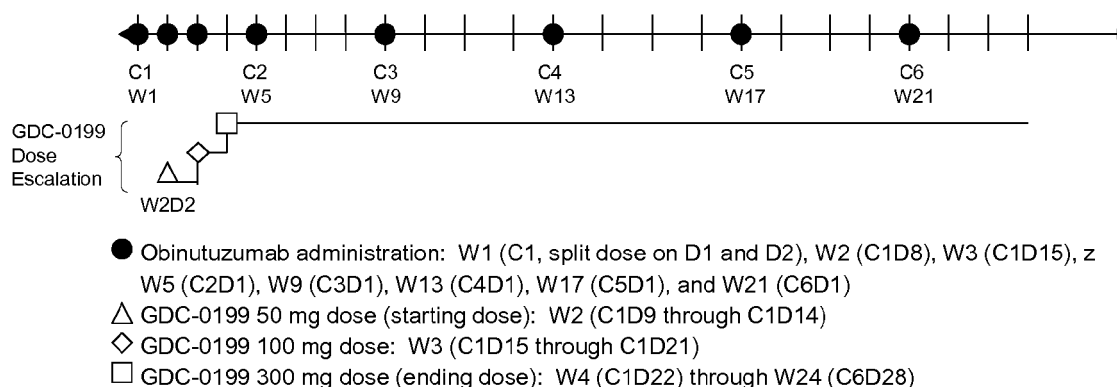 C1 C2 C3 C4 C5 C6
W1 W5 W9 W13 W17 W21
GDC-0199
Dose
Escalation
W2D2
Obinutuzumab administration: W1 (C1, split dose on D1 and D2), W2 (C1D8), W3 (C1D15), z
W5 (C2D1), W9 (C3D1), W13 (C4D1), W17 (C5D1), and W21 (C6D1)
GDC-0199 50 mg dose (starting dose): W2 (C1D9 through C1D14)
GDC-0199 100 mg dose: W3 (C1D15 through C1D21)
GDC-0199 300 mg dose (ending dose): W4 (C1D22) through W24 (C6D28)